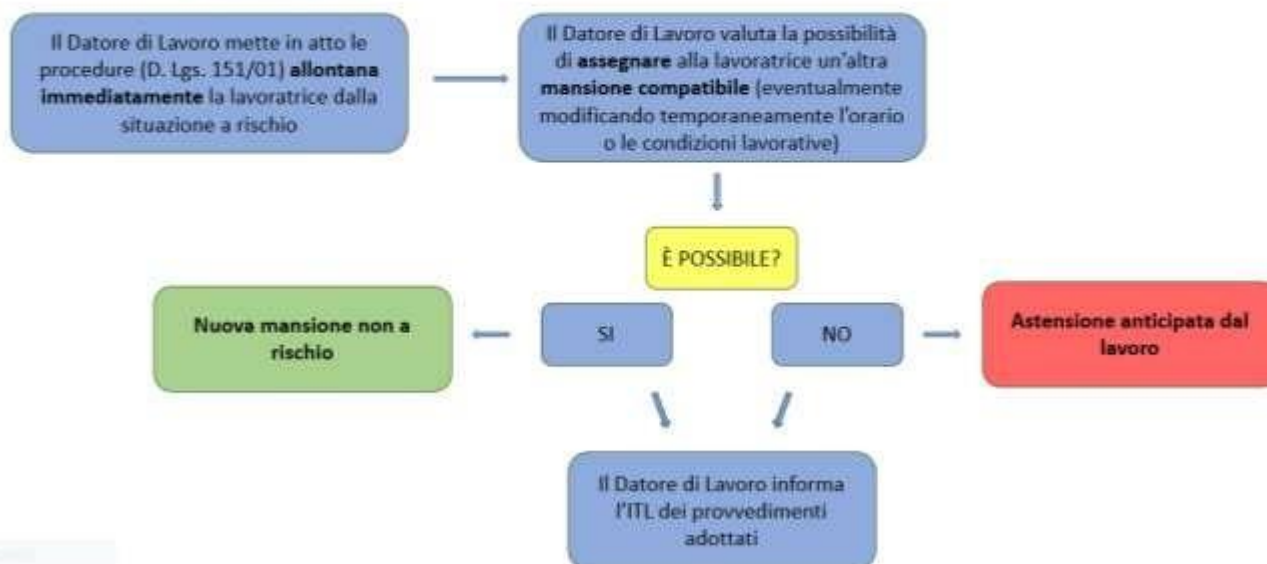 Il Datore di Lavoro mette in atto le
procedure (D. Lgs. 151/01) allontana
immediatamente la lavoratrice dalla
situazione a rischio
Il Datore di Lavoro valuta la possibilità
di assegnare alla lavoratrice un'altra
mansione compatibile (eventualmente
modificando temporaneamente l'orario
o le condizioni lavorative)
È POSSIBILE?
Nuova mansione non a
rischio
SI
NO
Astensione anticipata dal
lavoro
Il Datore di Lavoro informa
l'ITL dei provvedimenti
adottati